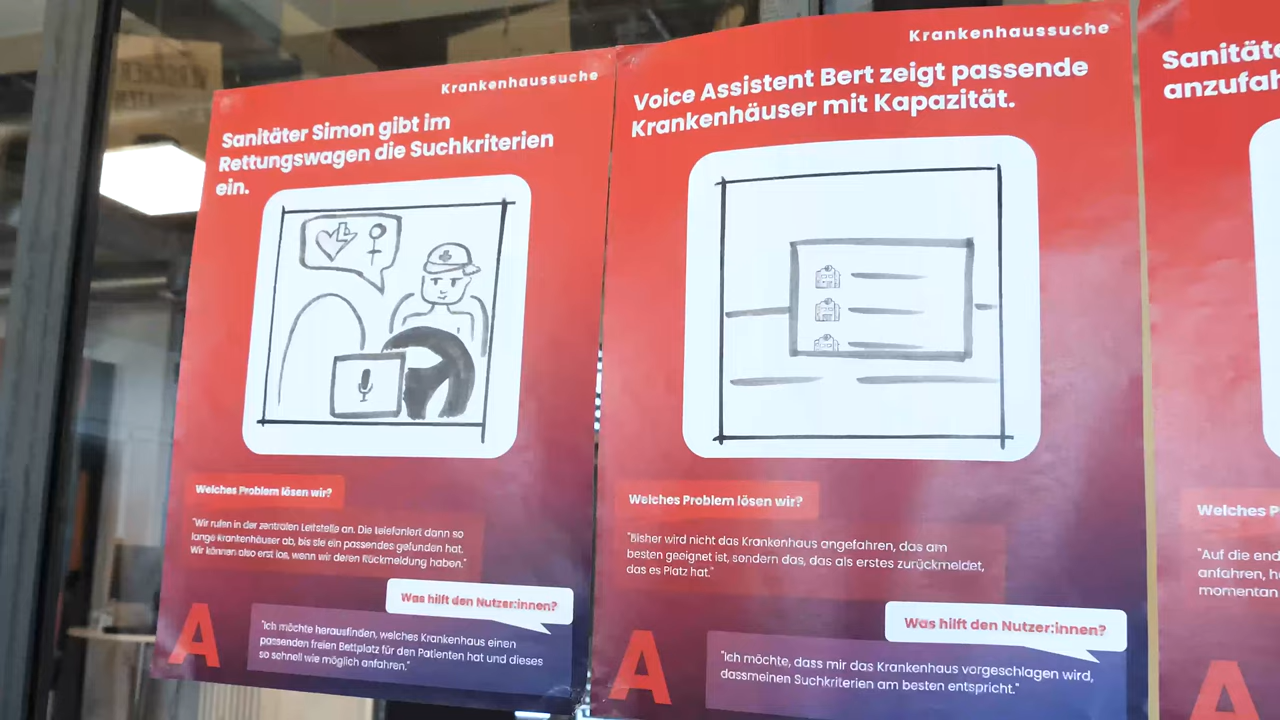 Krankenhaussuche
Sanitäter Simon gibt im
Rettungswagen die Suchkriterien
ein.
Welches Problem lösen wir?
"Wir rufen in der zentralen Leitstelle an. Die telefoniert dann so
lange Krankenhäuser ab, bis sie ein passendes gefunden hat.
Wir können also erst los, wenn wir deren Rückmeldung haben."
Was hilft den Nutzer:innen?
A
"Ich möchte herausfinden, welches Krankenhaus einen
passenden freien Bettplatz für den Patienten hat und dieses
so schnell wie möglich anfahren."
Krankenhaussuche
Voice Assistent Bert zeigt passende
Krankenhäuser mit Kapazität.
Welches Problem lösen wir?
"Bisher wird nicht das Krankenhaus angefahren, das am
besten geeignet ist, sondern das, das als erstes zurückmeldet,
das es Platz hat."
Was hilft den Nutzer:innen?
A
"Ich möchte, dass mir das Krankenhaus vorgeschlagen wird,
dassmeinen Suchkriterien am besten entspricht."
Welches
"Auf die
anfahren,
momentan
A